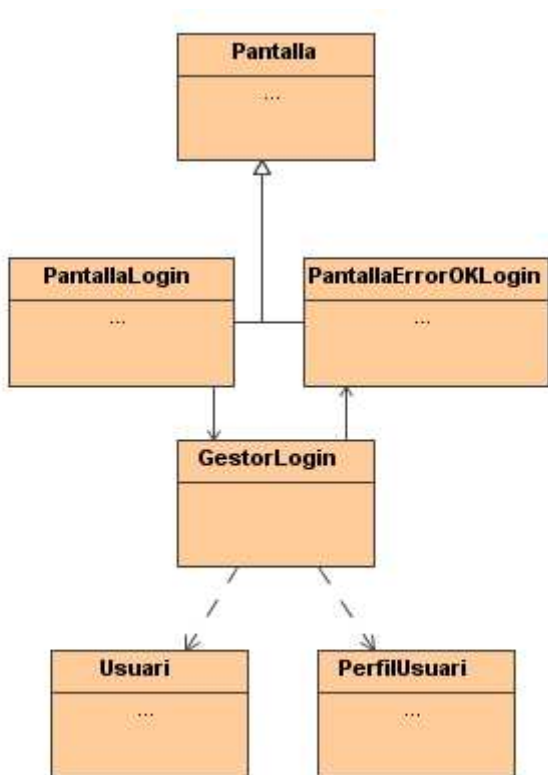 Pantalla
...
PantallaLogin
...
PantallaErrorOKLogin
...
GestorLogin
Usuari
...
PerfilUsuari
...